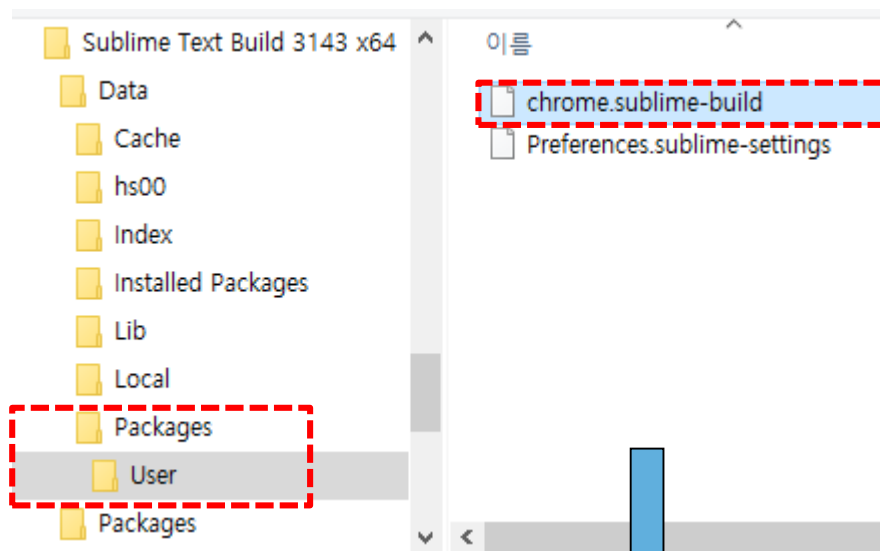 Sublime Text Build 3143 x64
Data
Cache
hs00
Index
Installed Packages
Lib
Local
Packages
User
Packages
이름
chrome.sublime-build
Preferences.sublime-settings